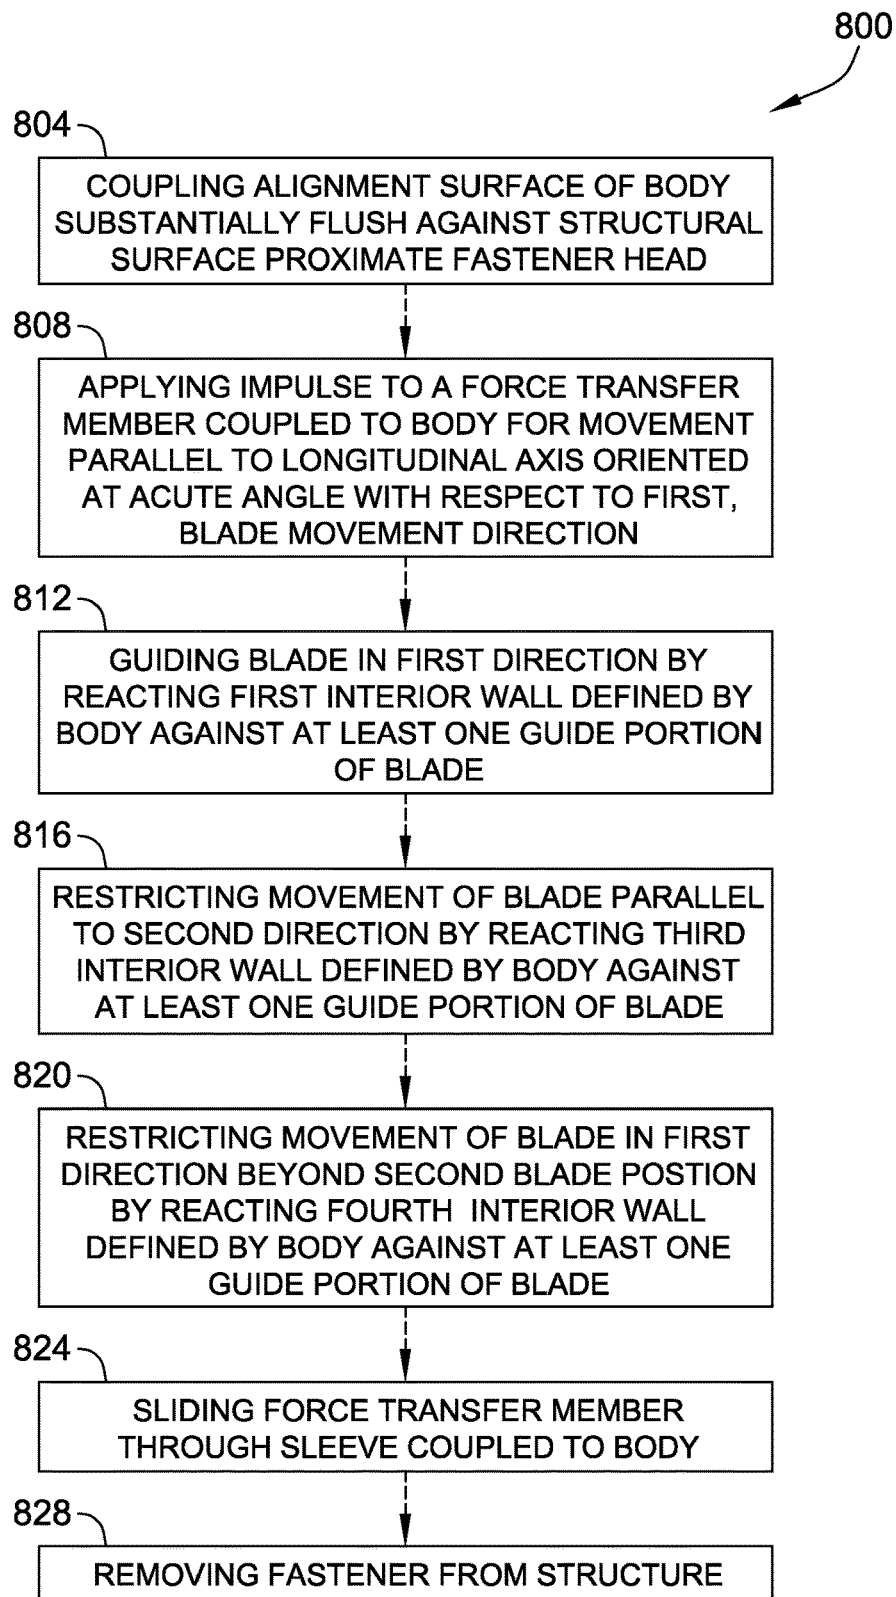 800
804
COUPLING ALIGNMENT SURFACE OF BODY
SUBSTANTIALLY FLUSH AGAINST STRUCTURAL
SURFACE PROXIMATE FASTENER HEAD
808
APPLYING IMPULSE TO A FORCE TRANSFER
MEMBER COUPLED TO BODY FOR MOVEMENT
PARALLEL TO LONGITUDINAL AXIS ORIENTED
AT ACUTE ANGLE WITH RESPECT TO FIRST,
BLADE MOVEMENT DIRECTION
812
GUIDING BLADE IN FIRST DIRECTION BY
REACTING FIRST INTERIOR WALL DEFINED BY
BODY AGAINST AT LEAST ONE GUIDE PORTION
OF BLADE
816
RESTRICTING MOVEMENT OF BLADE PARALLEL
TO SECOND DIRECTION BY REACTING THIRD
INTERIOR WALL DEFINED BY BODY AGAINST
AT LEAST ONE GUIDE PORTION OF BLADE
820
RESTRICTING MOVEMENT OF BLADE IN FIRST
DIRECTION BEYOND SECOND BLADE POSTION
BY REACTING FOURTH INTERIOR WALL
DEFINED BY BODY AGAINST AT LEAST ONE
GUIDE PORTION OF BLADE
824
SLIDING FORCE TRANSFER MEMBER
THROUGH SLEEVE COUPLED TO BODY
828
REMOVING FASTENER FROM STRUCTURE